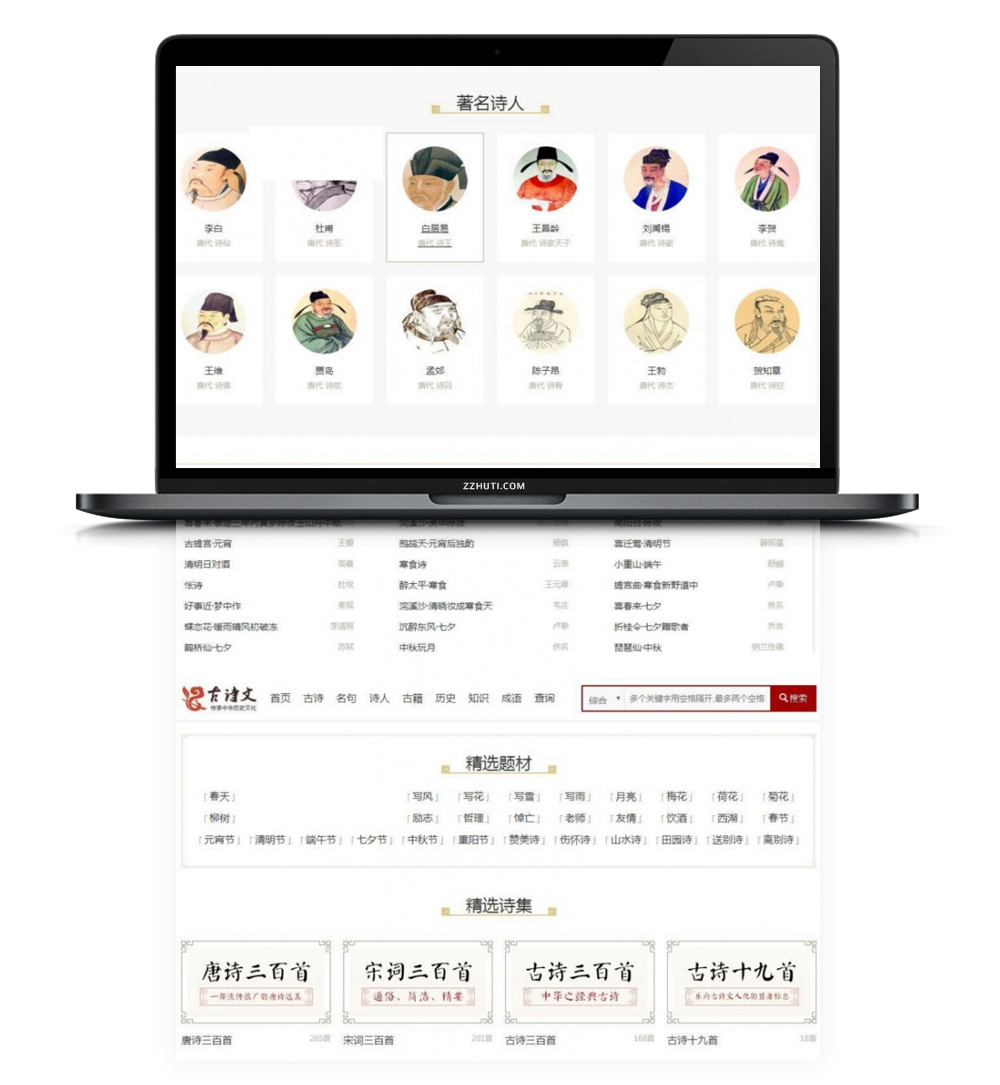 著名诗人
李白 杜甫 白居易 王昌龄 刘禹锡 李贺
唐代 诗仙 唐代 诗圣 唐代 诗王 唐代 诗家天子 唐代 诗豪 唐代 诗鬼
王维 贾岛 孟郊 陈子昂 王勃 贺知章
唐代 诗佛 唐代 诗奴 唐代 诗囚 唐代 诗骨 唐代 诗杰 唐代 诗狂
ZZHUTI.COM
古蟾宫·元宵 王磐 鹧鸪天·元宵后独酌 杨慎 喜迁莺·清明节 薛昭蕴
清明日对酒 高翥 寒食诗 云表 小重山·端午 舒頔
怅诗 杜牧 醉太平·寒食 王元鼎 蟾宫曲·寒食新野道中 卢挚
好事近·梦中作 秦观 浣溪沙·清晓妆成寒食天 韦庄 喜春来·七夕 佚名
蝶恋花·暖雨晴风初破冻 李清照 沉醉东风·七夕 卢挚 折桂令·七夕赠歌者 乔吉
鹊桥仙·七夕 苏轼 中秋玩月 佚名 琵琶仙·中秋 纳兰性德
古诗文
传承中华历史文化
首页 古诗 名句 诗人 古籍 历史 知识 成语 查询 综合 多个关键字用空格隔开,最多两个空格 搜索
精选题材
「春天」 「写风」 「写花」 「写雪」 「写雨」 「月亮」 「梅花」 「荷花」 「菊花」
「柳树」 「励志」 「哲理」 「悼亡」 「老师」 「友情」 「饮酒」 「西湖」 「春节」
「元宵节」 「清明节」 「端午节」 「七夕节」 「中秋节」 「重阳节」 「赞美诗」 「伤怀诗」 「山水诗」 「田园诗」 「送别诗」 「离别诗」
精选诗集
唐诗三百首 宋词三百首 古诗三百首 古诗十九首
一部流传很广的唐诗选集 通俗、简洁、精要 中华之经典古诗 乐府古诗文人化的显著标志
唐诗三百首 265首 宋词三百首 201首 古诗三百首 168首 古诗十九首 18首